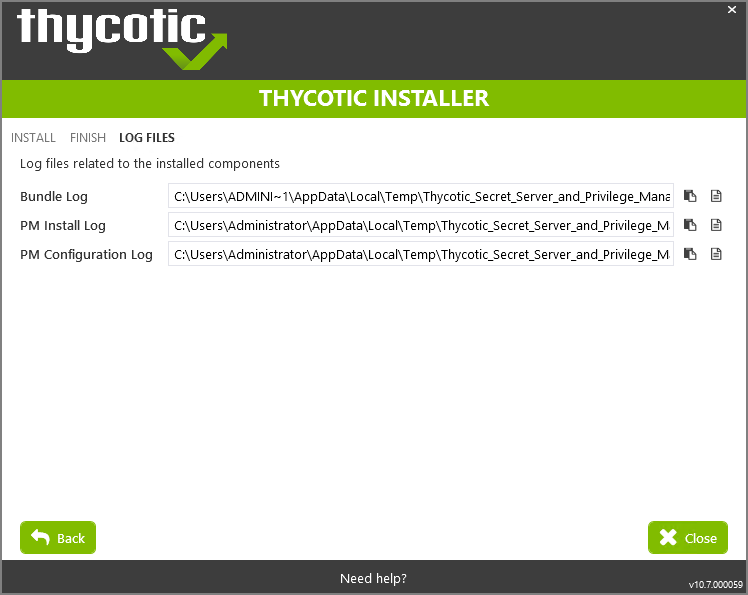 thycotic
THYCOTIC INSTALLER
INSTALL FINISH LOG FILES
Log files related to the installed components
Bundle Log C:\Users\ADMINI~1\AppData\Local\Temp\Thycotic_Secret_Server_and_Privilege_Mana
PM Install Log C:\Users\Administrator\AppData\Local\Temp\Thycotic_Secret_Server_and_Privilege_M
PM Configuration Log C:\Users\Administrator\AppData\Local\Temp\Thycotic_Secret_Server_and_Privilege_M
Back Close
Need help?
v10.7.000059